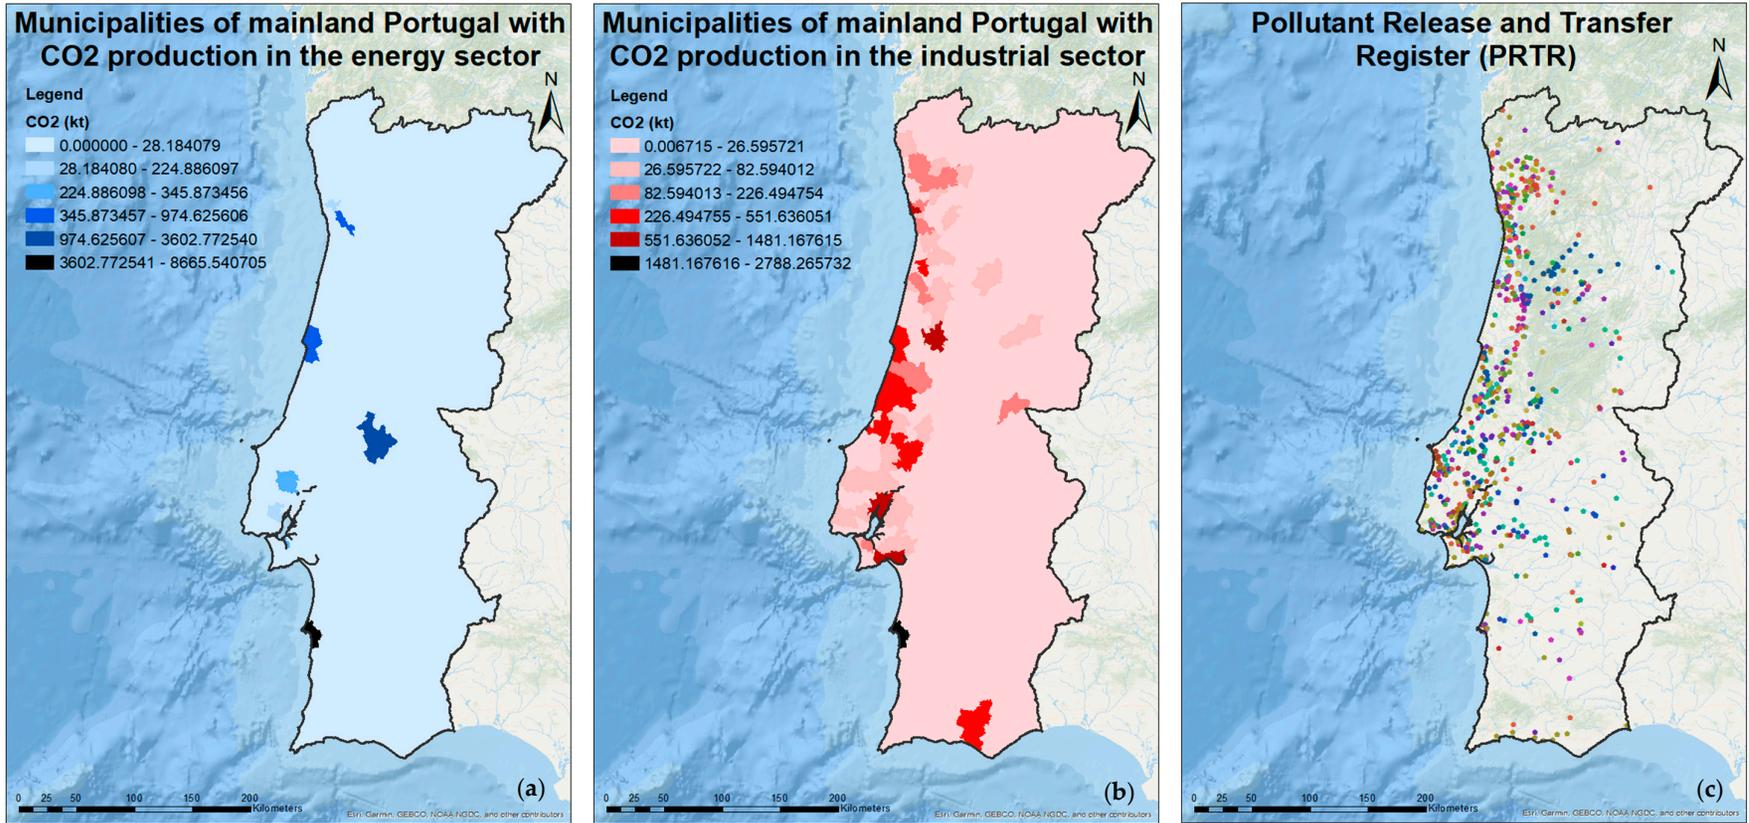 Municipalities of mainland Portugal with
CO2 production in the energy sector
N
Legend
CO2 (kt)
0.000000 - 28.184079
28.184080 - 224.886097
224.886098 - 345.873456
345.873457 - 974.625606
974.625607 - 3602.772540
3602.772541 - 8665.540705
(a)
0 25 50 100 150 200
Kilometers
Esri, Garmin, GEBCO, NOAA NGDC, and other contributors
Municipalities of mainland Portugal with
CO2 production in the industrial sector
N
Legend
CO2 (kt)
0.006715 - 26.595721
26.595722 - 82.594012
82.594013 - 226.494754
226.494755 - 551.636051
551.636052 - 1481.167615
1481.167616 - 2788.265732
(b)
0 25 50 100 150 200
Kilometers
Esri, Garmin, GEBCO, NOAA NGDC, and other contributors
Pollutant Release and Transfer
Register (PRTR)
N
(c)
0 25 50 100 150 200
Kilometers
Esri, Garmin, GEBCO, NOAA NGDC, and other contributors